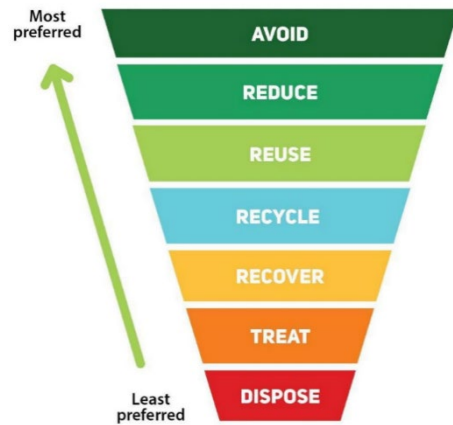 Most
preferred
AVOID
REDUCE
REUSE
RECYCLE
RECOVER
TREAT
DISPOSE
Least
preferred